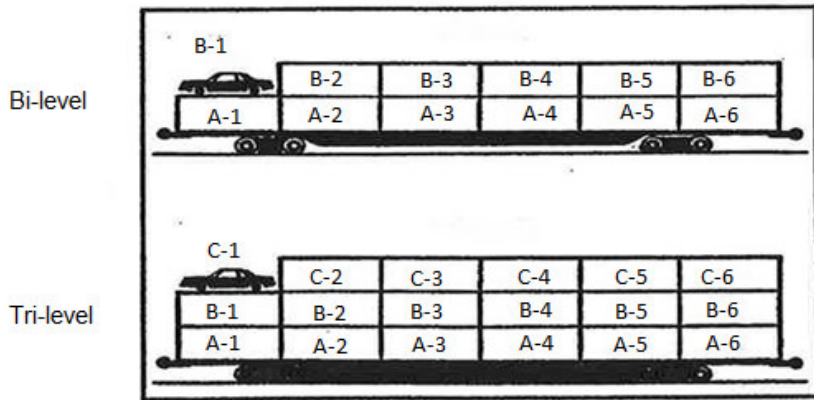 B-1
Bi-level
B-2 B-3 B-4 B-5 B-6
A-1 A-2 A-3 A-4 A-5 A-6
C-1
C-2 C-3 C-4 C-5 C-6
Tri-level
B-1 B-2 B-3 B-4 B-5 B-6
A-1 A-2 A-3 A-4 A-5 A-6